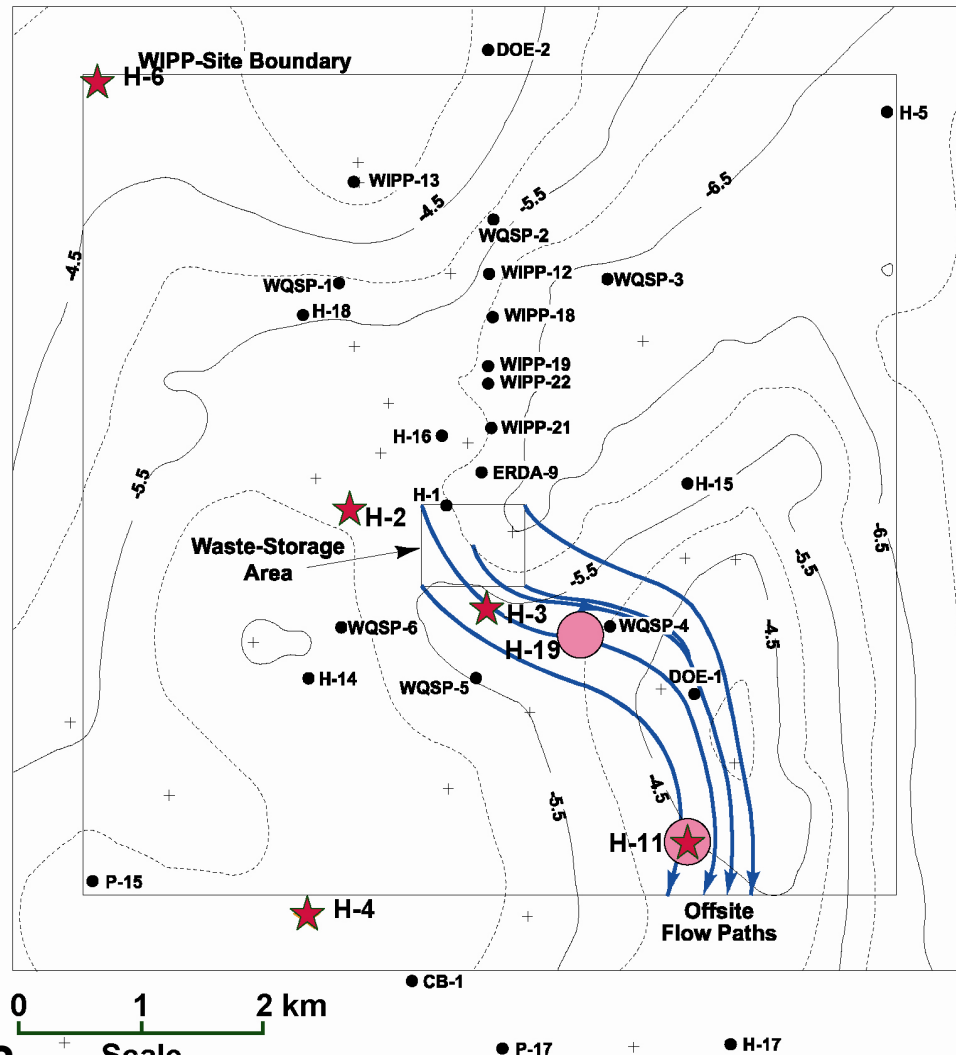 DOE-2
WIPP-Site Boundary
H-6
H-5
WIPP-13
-6.5
-4.5
-5.5
WQSP-2
-4.5
WIPP-12
WQSP-3
WQSP-1
H-18
WIPP-18
WIPP-19
WIPP-22
WIPP-21
H-16
ERDA-9
-5.5
H-15
H-1
H-2
-6.5
Waste-Storage
Area
-5.5
-5.5
H-3
WQSP-6
WQSP-4
-4.5
H-19
DOE-1
H-14
WQSP-5
-4.5
-5.5
H-11
P-15
H-4
Offsite
Flow Paths
CB-1
0 1 2 km
Scale
P-17
H-17